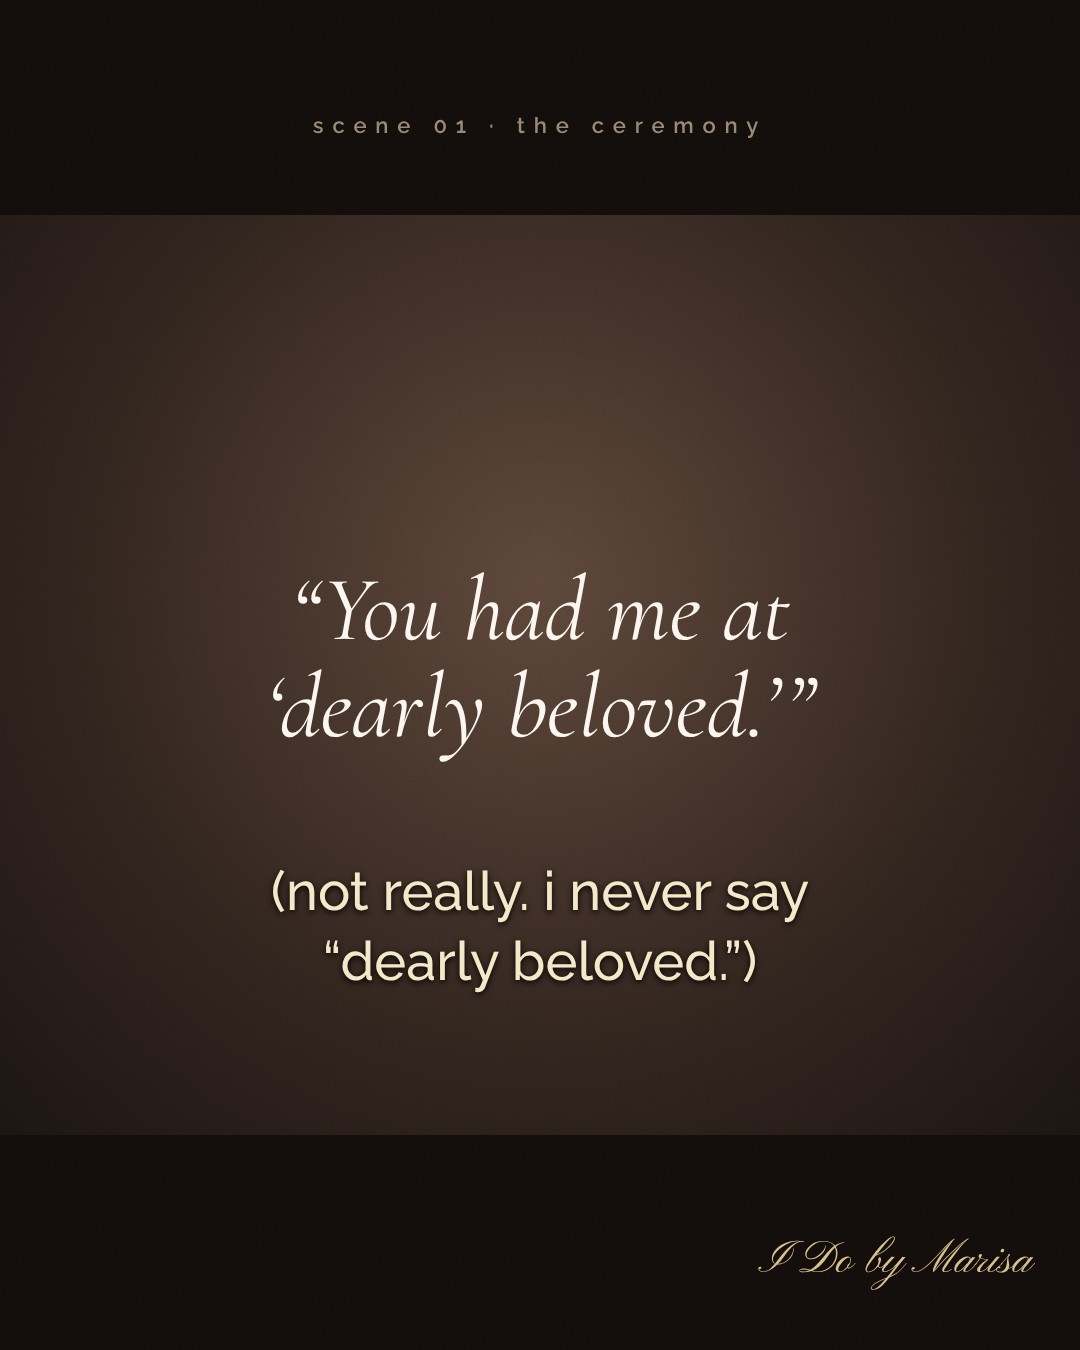 scene 01 · the ceremony
“You had me at
‘dearly beloved.’”
(not really. i never say
“dearly beloved.”)
I Do by Marisa